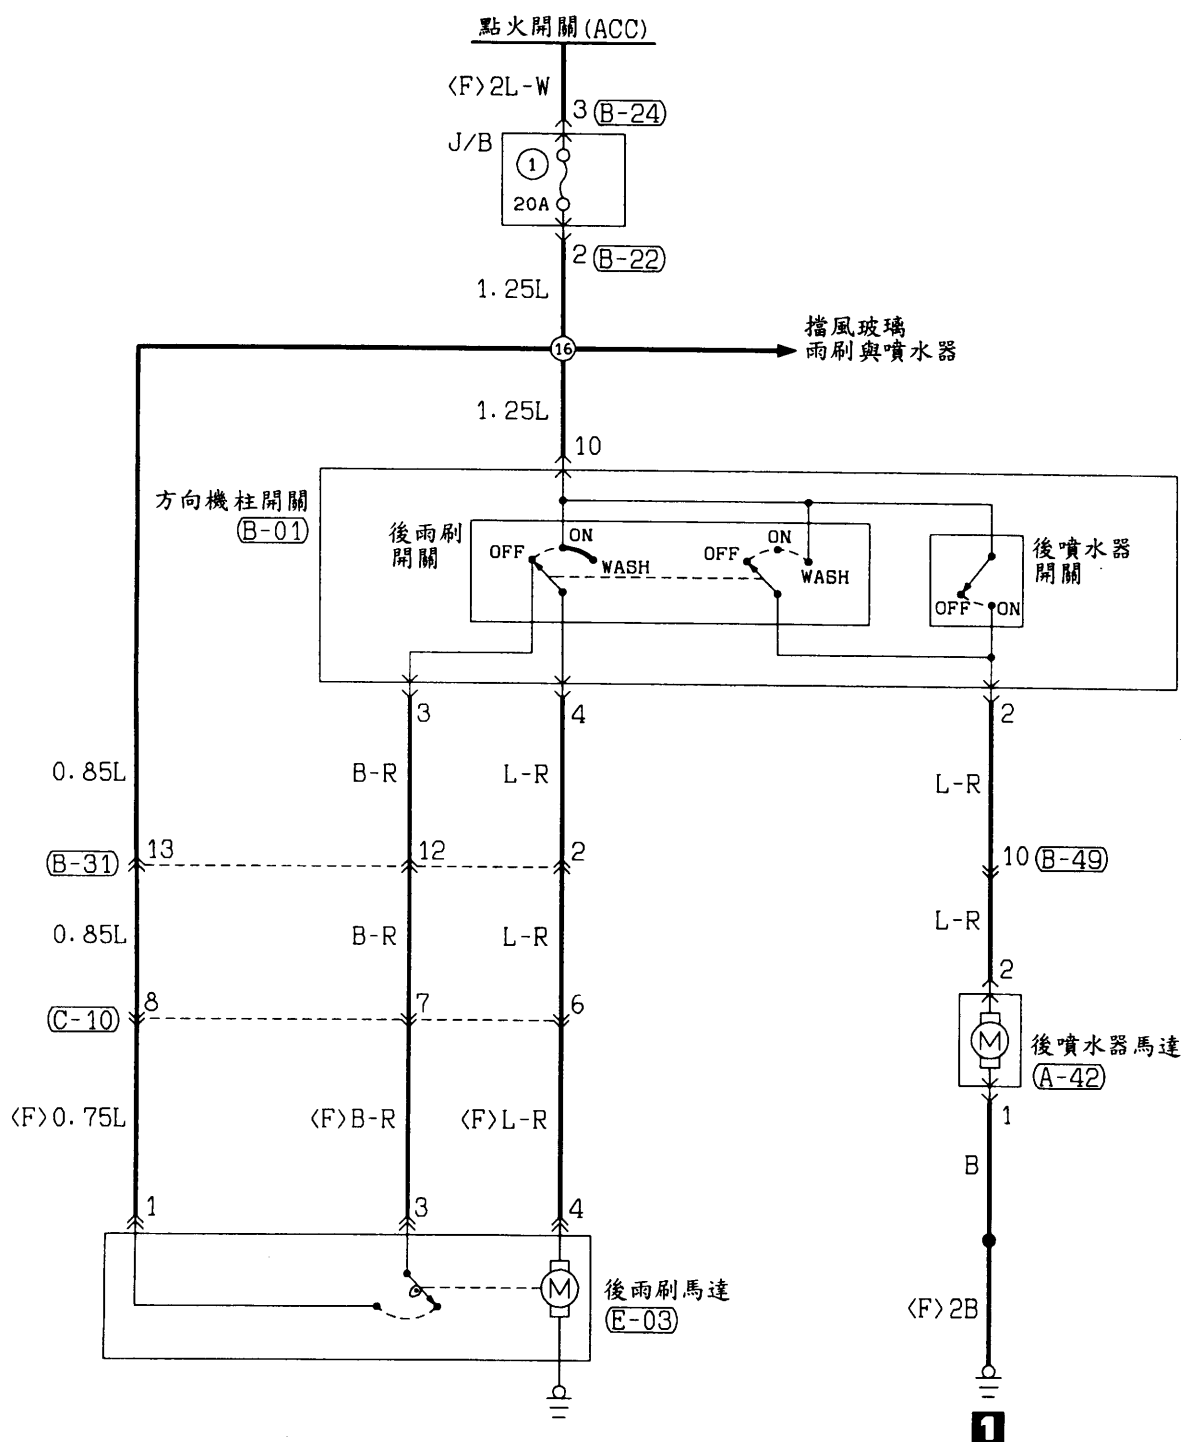 點火開關(ACC)
<F>2L-W
3 B-24
J/B
1
20A
2 B-22
1.25L
擋風玻璃
雨刷與噴水器
16
1.25L
10
方向機柱開關
B-01
後雨刷
開關
OFF
ON
WASH
OFF
ON
WASH
後噴水器
開關
OFF
ON
3
4
2
0.85L
B-R
L-R
L-R
B-31
13
12
2
10 B-49
0.85L
B-R
L-R
L-R
2
C-10
8
7
6
M
後噴水器馬達
A-42
<F>0.75L
<F>B-R
<F>L-R
1
B
1
3
4
M
後雨刷馬達
E-03
<F>2B
1